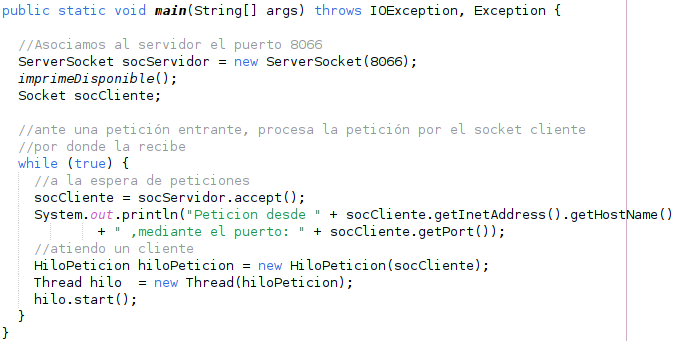 public static void main(String[] args) throws IOException, Exception {
//Asociamos al servidor el puerto 8066
ServerSocket socServidor = new ServerSocket(8066);
imprimeDisponible();
Socket socCliente;
//ante una petición entrante, procesa la petición por el socket cliente
//por donde la recibe
while (true) {
//a la espera de peticiones
socCliente = socServidor.accept();
System.out.println("Peticion desde " + socCliente.getInetAddress().getHostName()
+ " ,mediante el puerto: " + socCliente.getPort());
//atiendo un cliente
HiloPeticion hiloPeticion = new HiloPeticion(socCliente);
Thread hilo  = new Thread(hiloPeticion);
hilo.start();
}
}